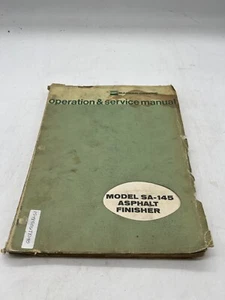 operation & service manual
MODEL SA-145
ASPHALT
FINISHER